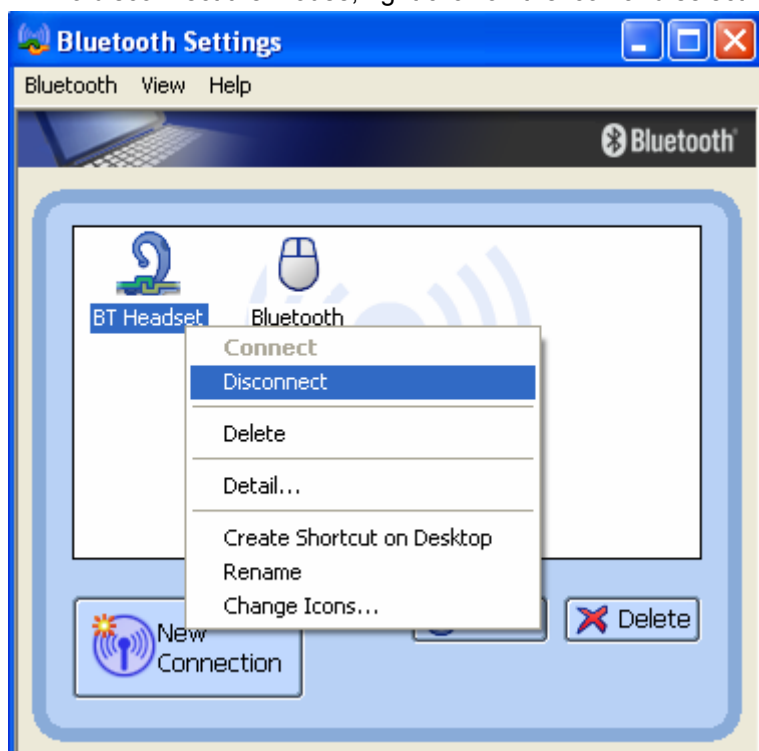 Bluetooth Settings
Bluetooth View Help
Bluetooth
BT Headset Bluetooth
Connect
Disconnect
Delete
Detail...
Create Shortcut on Desktop
Rename
Change Icons...
New
Connection
Delete